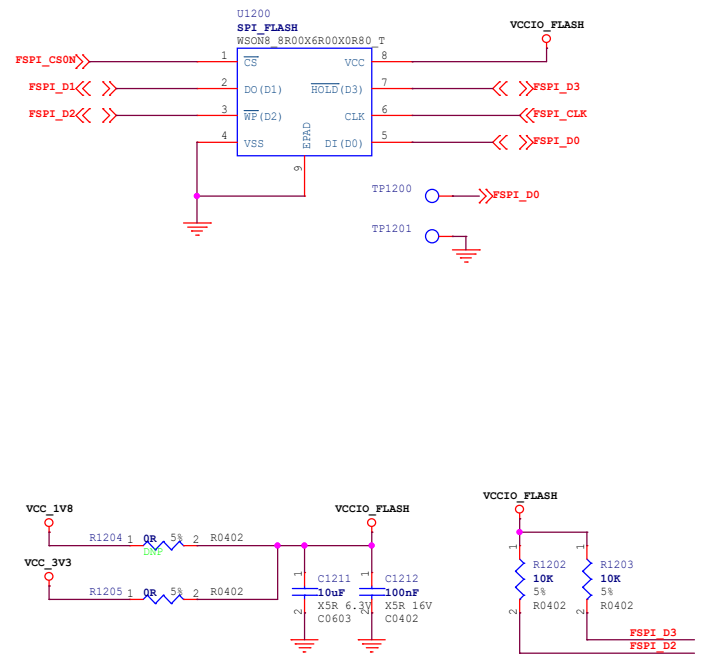 U1200
SPI_FLASH
WSON8_8R00X6R00X0R80_T
VCCIO_FLASH
FSPI_CS0N 1 CS VCC 8
FSPI_D1 2 DO(D1) HOLD(D3) 7 FSPI_D3
FSPI_D2 3 WP(D2) CLK 6 FSPI_CLK
4 VSS EPAD DI(D0) 5 FSPI_D0
9
TP1200 FSPI_D0
TP1201
VCC_1V8
R1204 1 0R 5% 2 R0402
DNP
VCC_3V3
R1205 1 0R 5% 2 R0402
VCCIO_FLASH
1 C1211
10uF
2 X5R 6.3V
C0603
1 C1212
100nF
2 X5R 16V
C0402
VCCIO_FLASH
1 R1202
10K
5%
2 R0402
1 R1203
10K
5%
2 R0402
FSPI_D3
FSPI_D2